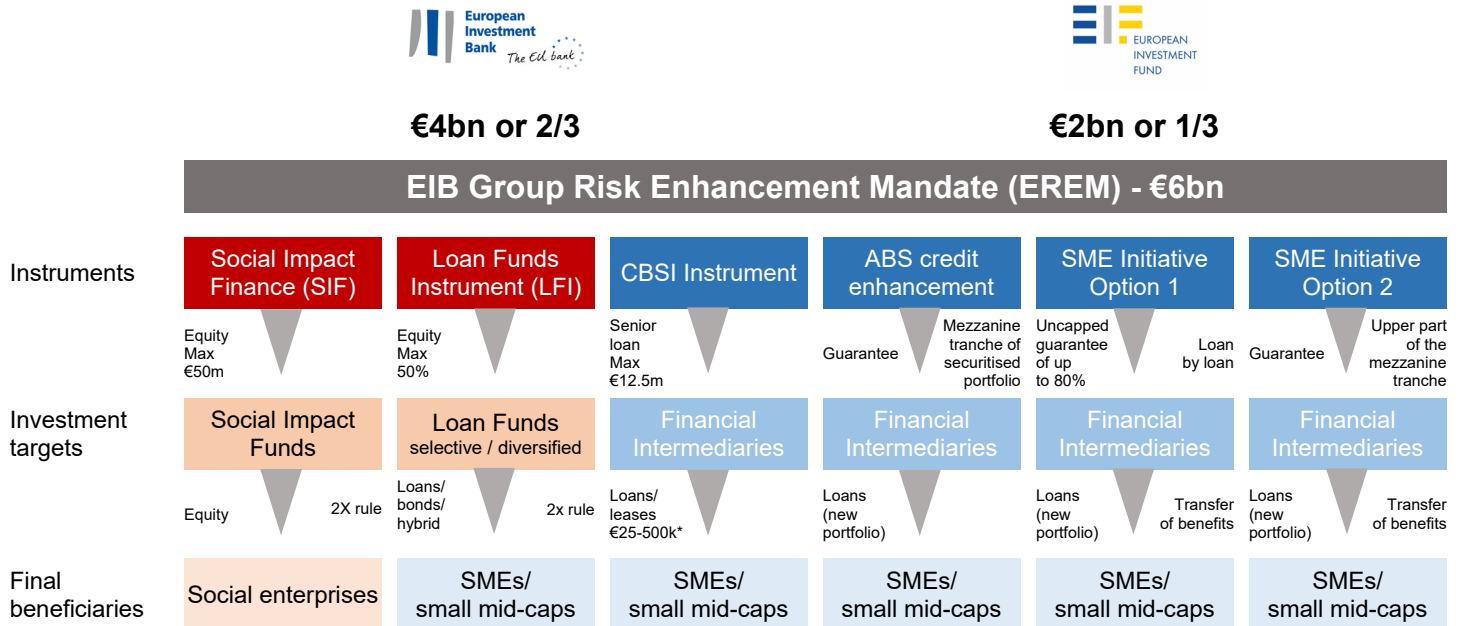 European
Investment
Bank
The EU bank
EUROPEAN
INVESTMENT
FUND
€4bn or 2/3
€2bn or 1/3
EIB Group Risk Enhancement Mandate (EREM) - €6bn
Instruments
Social Impact
Finance (SIF)
Loan Funds
Instrument (LFI)
CBSI Instrument
ABS credit
enhancement
SME Initiative
Option 1
SME Initiative
Option 2
Equity
Max
€50m
Equity
Max
50%
Senior
loan
Max
€12.5m
Guarantee
Mezzanine
tranche of
securitised
portfolio
Uncapped
guarantee
of up
to 80%
Loan
by loan
Guarantee
Upper part
of the
mezzanine
tranche
Investment
targets
Social Impact
Funds
Loan Funds
selective / diversified
Financial
Intermediaries
Financial
Intermediaries
Financial
Intermediaries
Financial
Intermediaries
Equity
2X rule
Loans/
bonds/
hybrid
2x rule
Loans/
leases
€25-500k*
Loans
(new
portfolio)
Loans
(new
portfolio)
Transfer
of benefits
Loans
(new
portfolio)
Transfer
of benefits
Final
beneficiaries
Social enterprises
SMEs/
small mid-caps
SMEs/
small mid-caps
SMEs/
small mid-caps
SMEs/
small mid-caps
SMEs/
small mid-caps